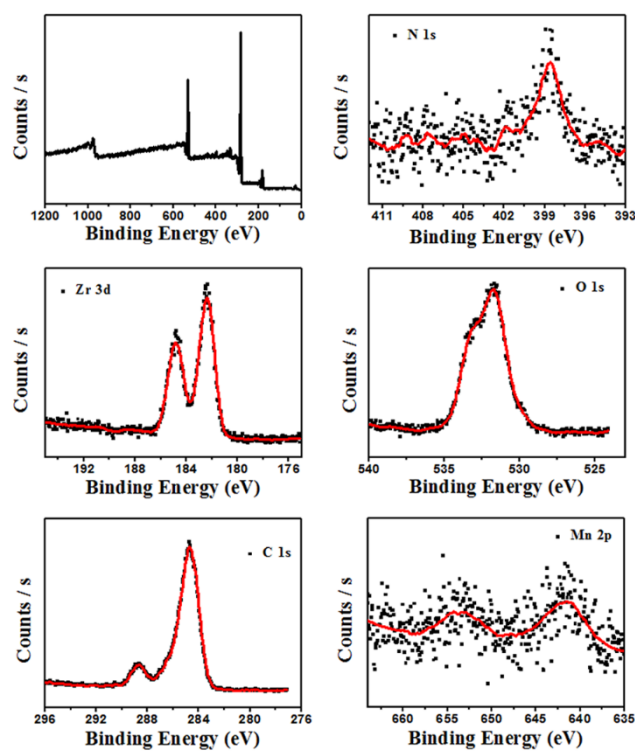 Counts / s
1200 1000 800 600 400 200 0
Binding Energy (eV)
Counts / s
N 1s
411 408 405 402 399 396 393
Binding Energy (eV)
Counts / s
Zr 3d
192 188 184 180 176
Binding Energy (eV)
Counts / s
O 1s
540 535 530 525
Binding Energy (eV)
Counts / s
C 1s
296 292 288 284 280 276
Binding Energy (eV)
Counts / s
Mn 2p
660 655 650 645 640 635
Binding Energy (eV)